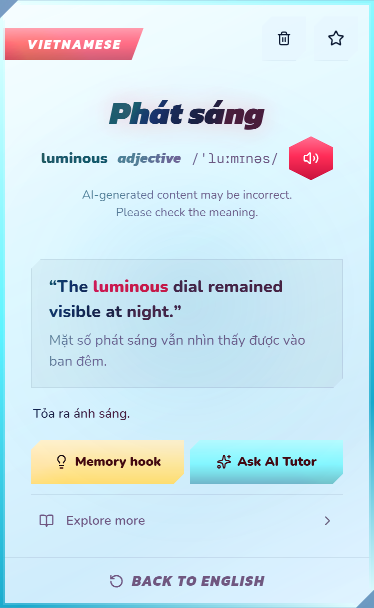 VIETNAMESE
Phát sáng
luminous adjective /ˈluːmɪnəs/
AI-generated content may be incorrect.
Please check the meaning.
“The luminous dial remained
visible at night.”
Mặt số phát sáng vẫn nhìn thấy được vào
ban đêm.
Tỏa ra ánh sáng.
Memory hook
Ask AI Tutor
Explore more
BACK TO ENGLISH